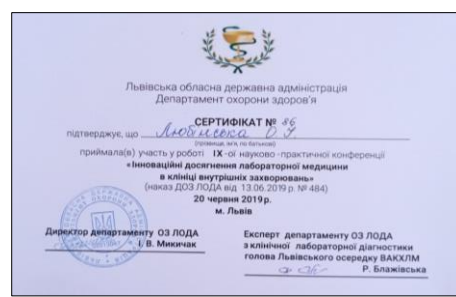 Львівська обласна державна адміністрація
Департамент охорони здоров'я
СЕРТИФІКАТ № 86
підтверджує, що Любінська О.І.
(прізвище, ім'я, по батькові)
приймала(в) участь у роботі ІХ-ої науково-практичної конференції
«Інноваційні досягнення лабораторної медицини
в клініці внутрішніх захворювань»
(наказ ДОЗ ЛОДА від 13.06.2019 р. № 484)
20 червня 2019р.
м. Львів
Директор департаменту ОЗ ЛОДА
І. В. Микичак
Експерт департаменту ОЗ ЛОДА
з клінічної лабораторної діагностики
голова Львівського осередку ВАКХЛМ
Р. Блажівська